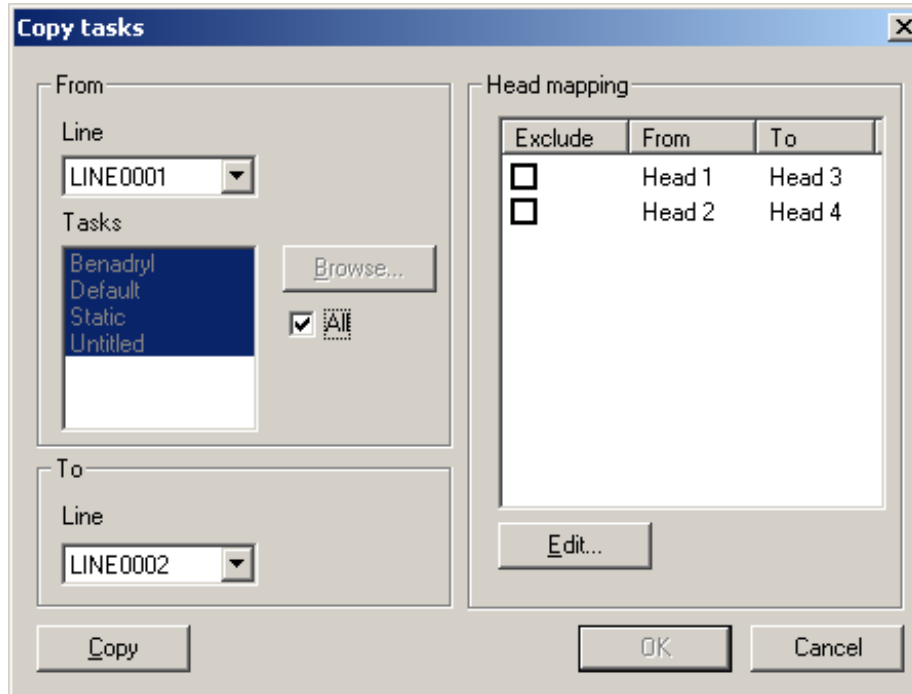 Copy tasks
From
Line
LINE0001
Tasks
Benadryl
Default
Static
Untitled
Browse...
All
To
Line
LINE0002
Copy
Head mapping
Exclude From To
Head 1 Head 3
Head 2 Head 4
Edit...
OK Cancel